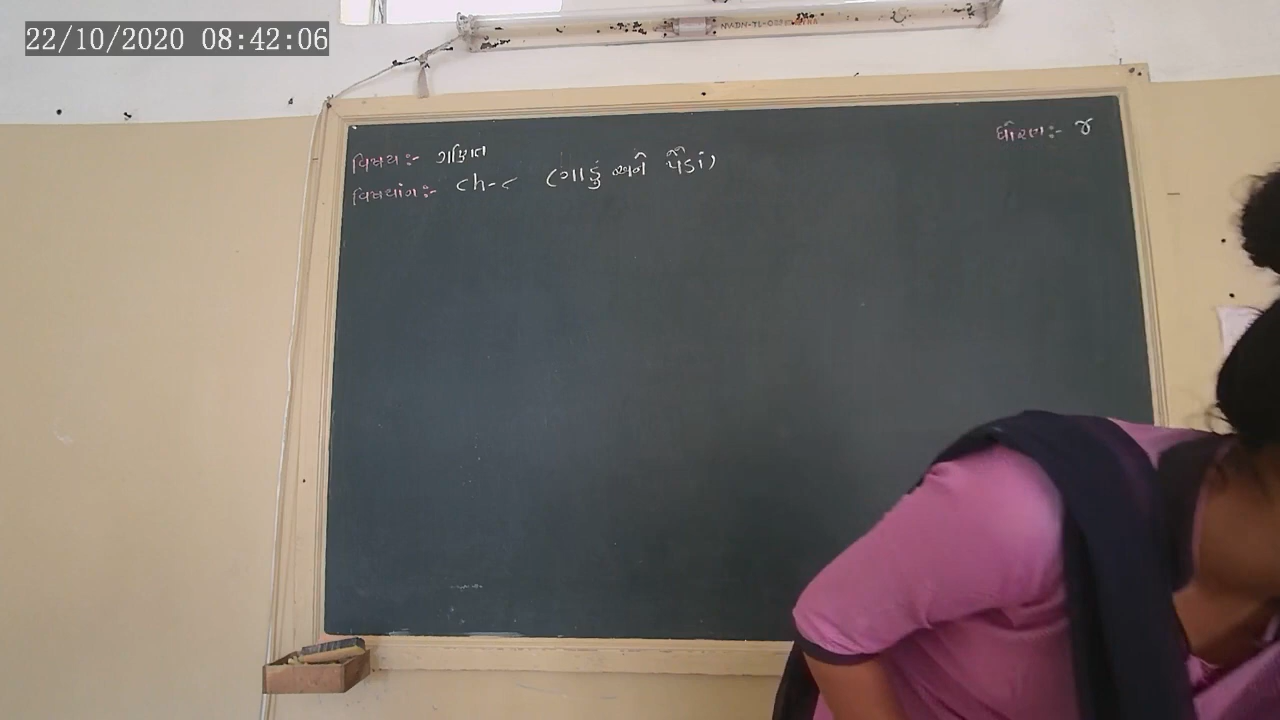 22/10/2020 08:42:06
વિષય:- ગણિત
ધોરણ:- ૪
વિષયાંગ:- ch-૮ (ગાડું અને પૈડાં)